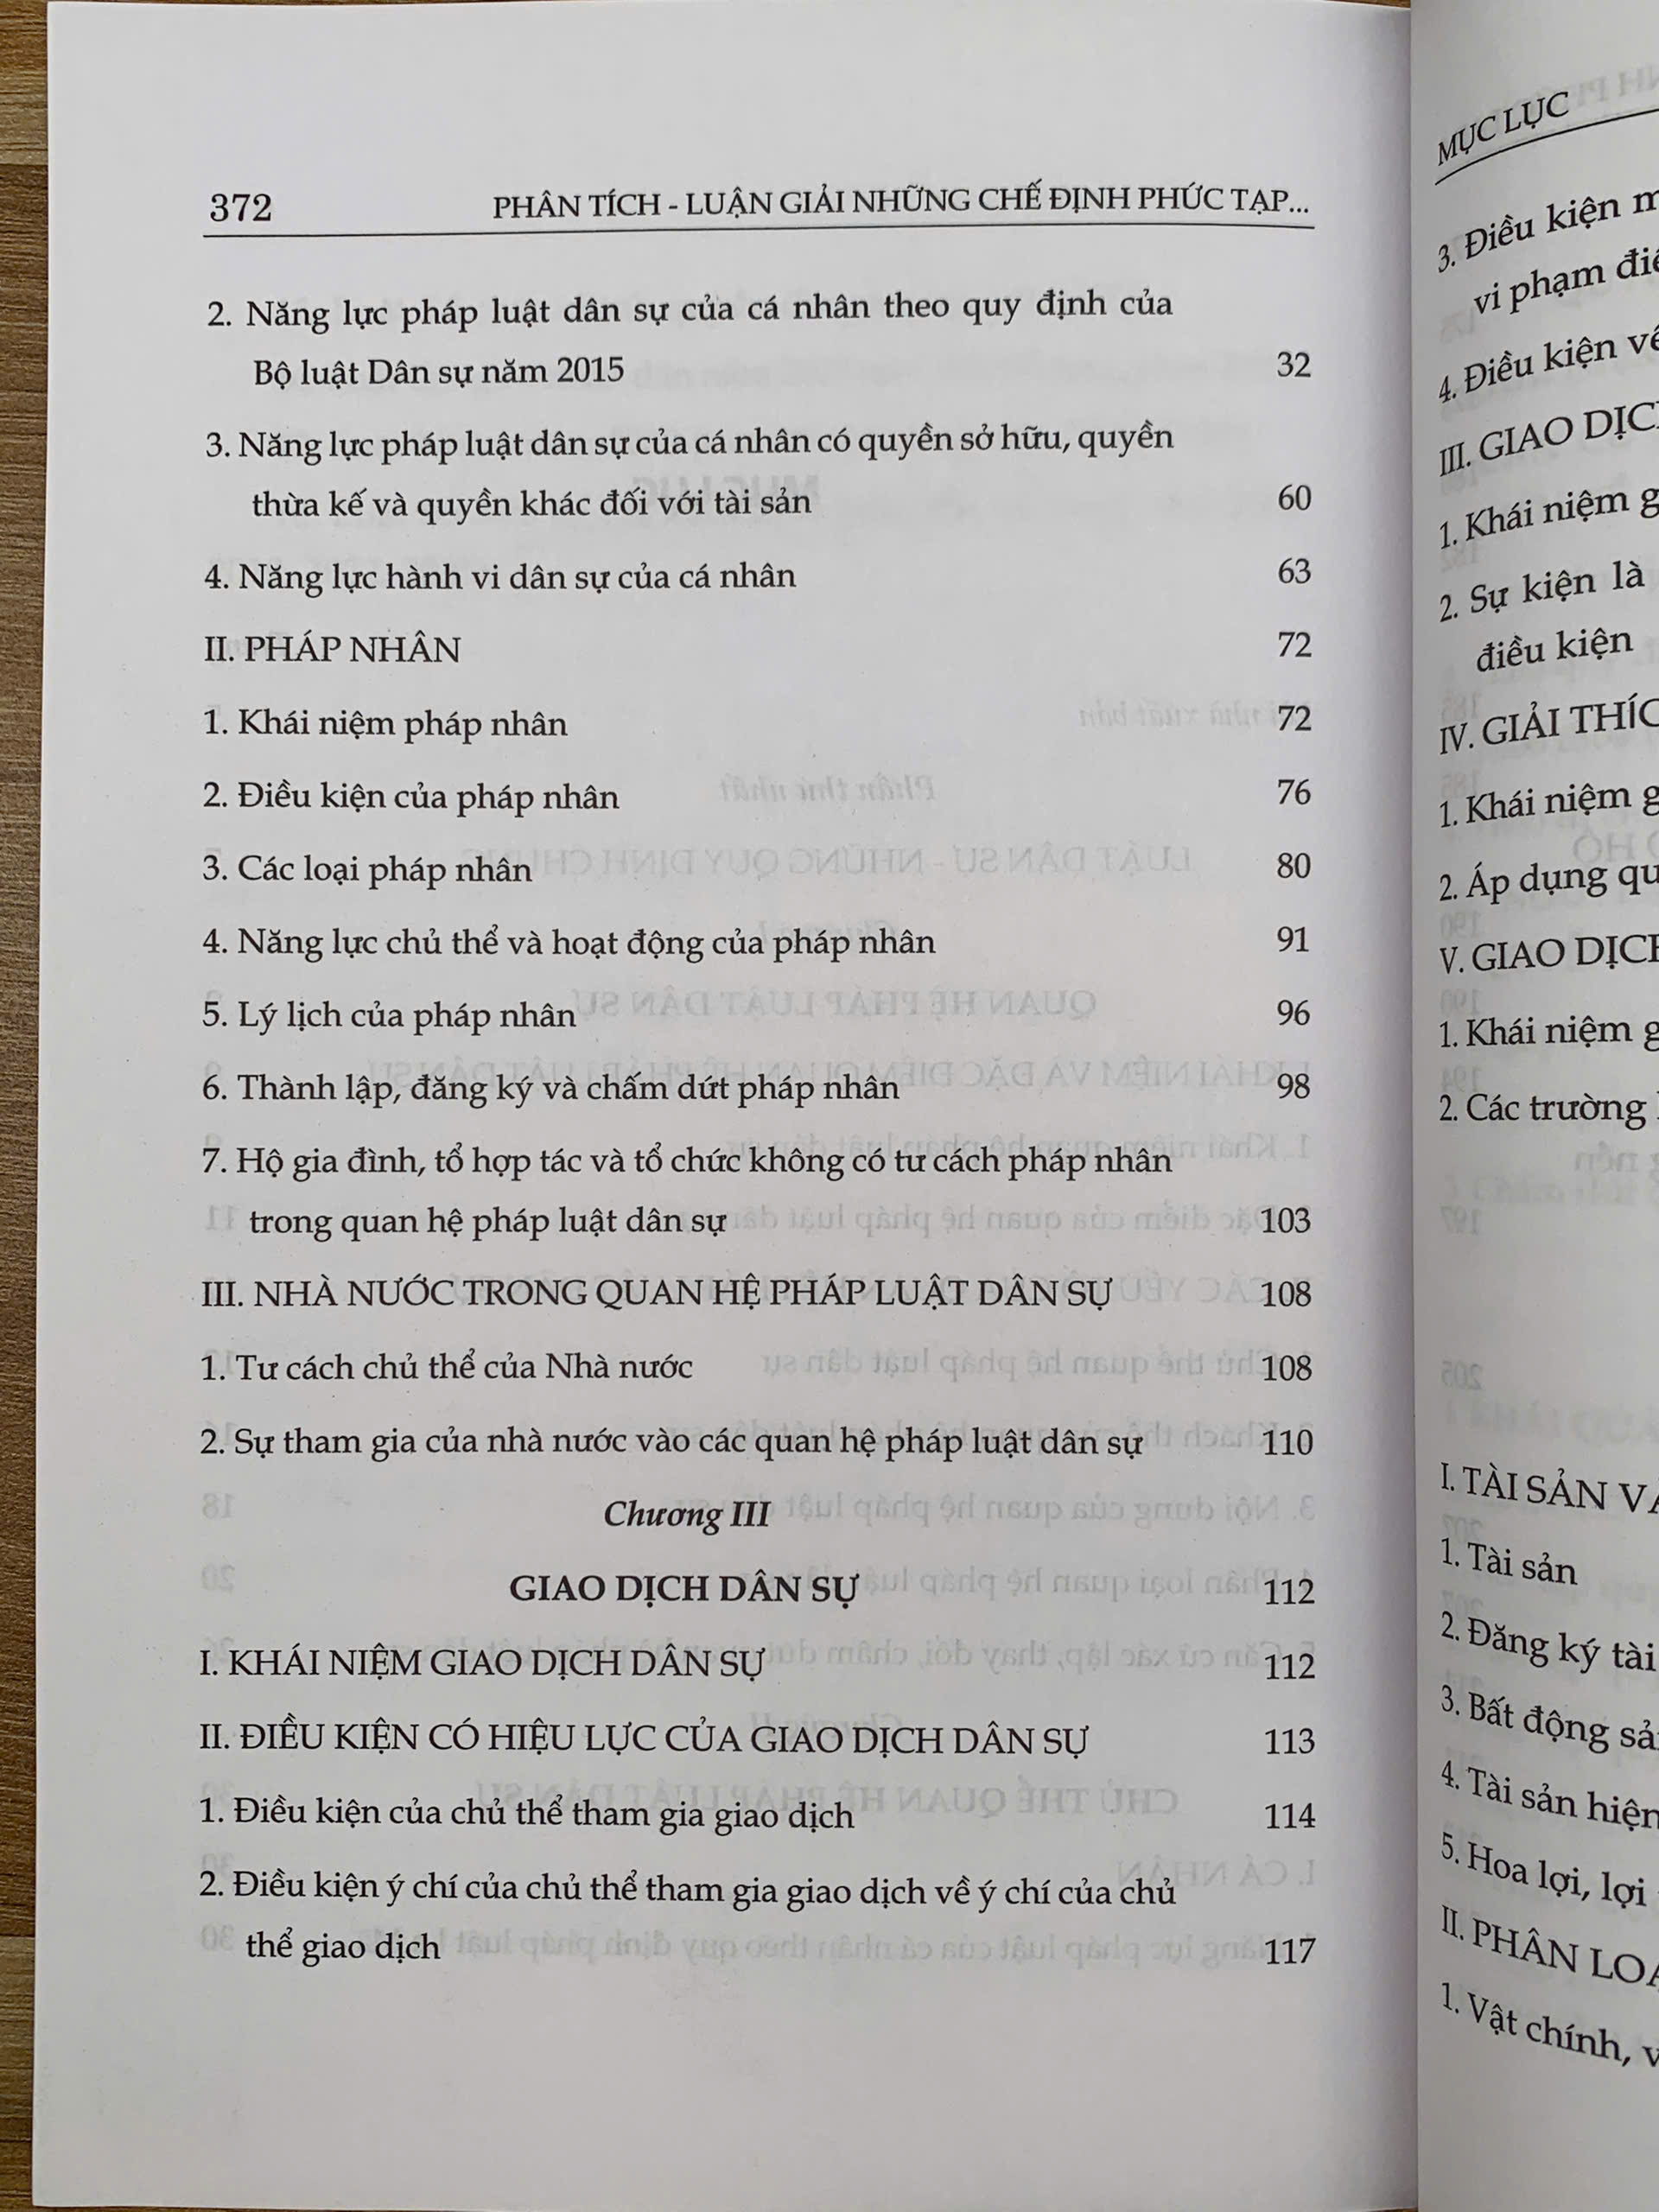 372 PHÂN TÍCH - LUẬN GIẢI NHỮNG CHẾ ĐỊNH PHỨC TẠP...
2. Năng lực pháp luật dân sự của cá nhân theo quy định của
Bộ luật Dân sự năm 2015 32
3. Năng lực pháp luật dân sự của cá nhân có quyền sở hữu, quyền
thừa kế và quyền khác đối với tài sản 60
4. Năng lực hành vi dân sự của cá nhân 63
II. PHÁP NHÂN 72
1. Khái niệm pháp nhân 72
2. Điều kiện của pháp nhân 76
3. Các loại pháp nhân 80
4. Năng lực chủ thể và hoạt động của pháp nhân 91
5. Lý lịch của pháp nhân 96
6. Thành lập, đăng ký và chấm dứt pháp nhân 98
7. Hộ gia đình, tổ hợp tác và tổ chức không có tư cách pháp nhân
trong quan hệ pháp luật dân sự 103
III. NHÀ NƯỚC TRONG QUAN HỆ PHÁP LUẬT DÂN SỰ 108
1. Tư cách chủ thể của Nhà nước 108
2. Sự tham gia của nhà nước vào các quan hệ pháp luật dân sự 110
Chương III
GIAO DỊCH DÂN SỰ 112
I. KHÁI NIỆM GIAO DỊCH DÂN SỰ 112
II. ĐIỀU KIỆN CÓ HIỆU LỰC CỦA GIAO DỊCH DÂN SỰ 113
1. Điều kiện của chủ thể tham gia giao dịch 114
2. Điều kiện ý chí của chủ thể tham gia giao dịch về ý chí của chủ
thể giao dịch 117
MỤC LỤC
3. Điều kiện
vi phạm
4. Điều kiện về
III. GIAO DỊCH
1. Khái niệm
2. Sự kiện là
điều kiện
IV. GIẢI THÍC
1. Khái niệm
2. Áp dụng
V. GIAO DỊCH
1. Khái niệm
2. Các trường
I. TÀI SẢN
1. Tài sản
2. Đăng ký tài
3. Bất động
4. Tài sản hiện
5. Hoa lợi, lợi
II. PHÂN
1. Vật chính,